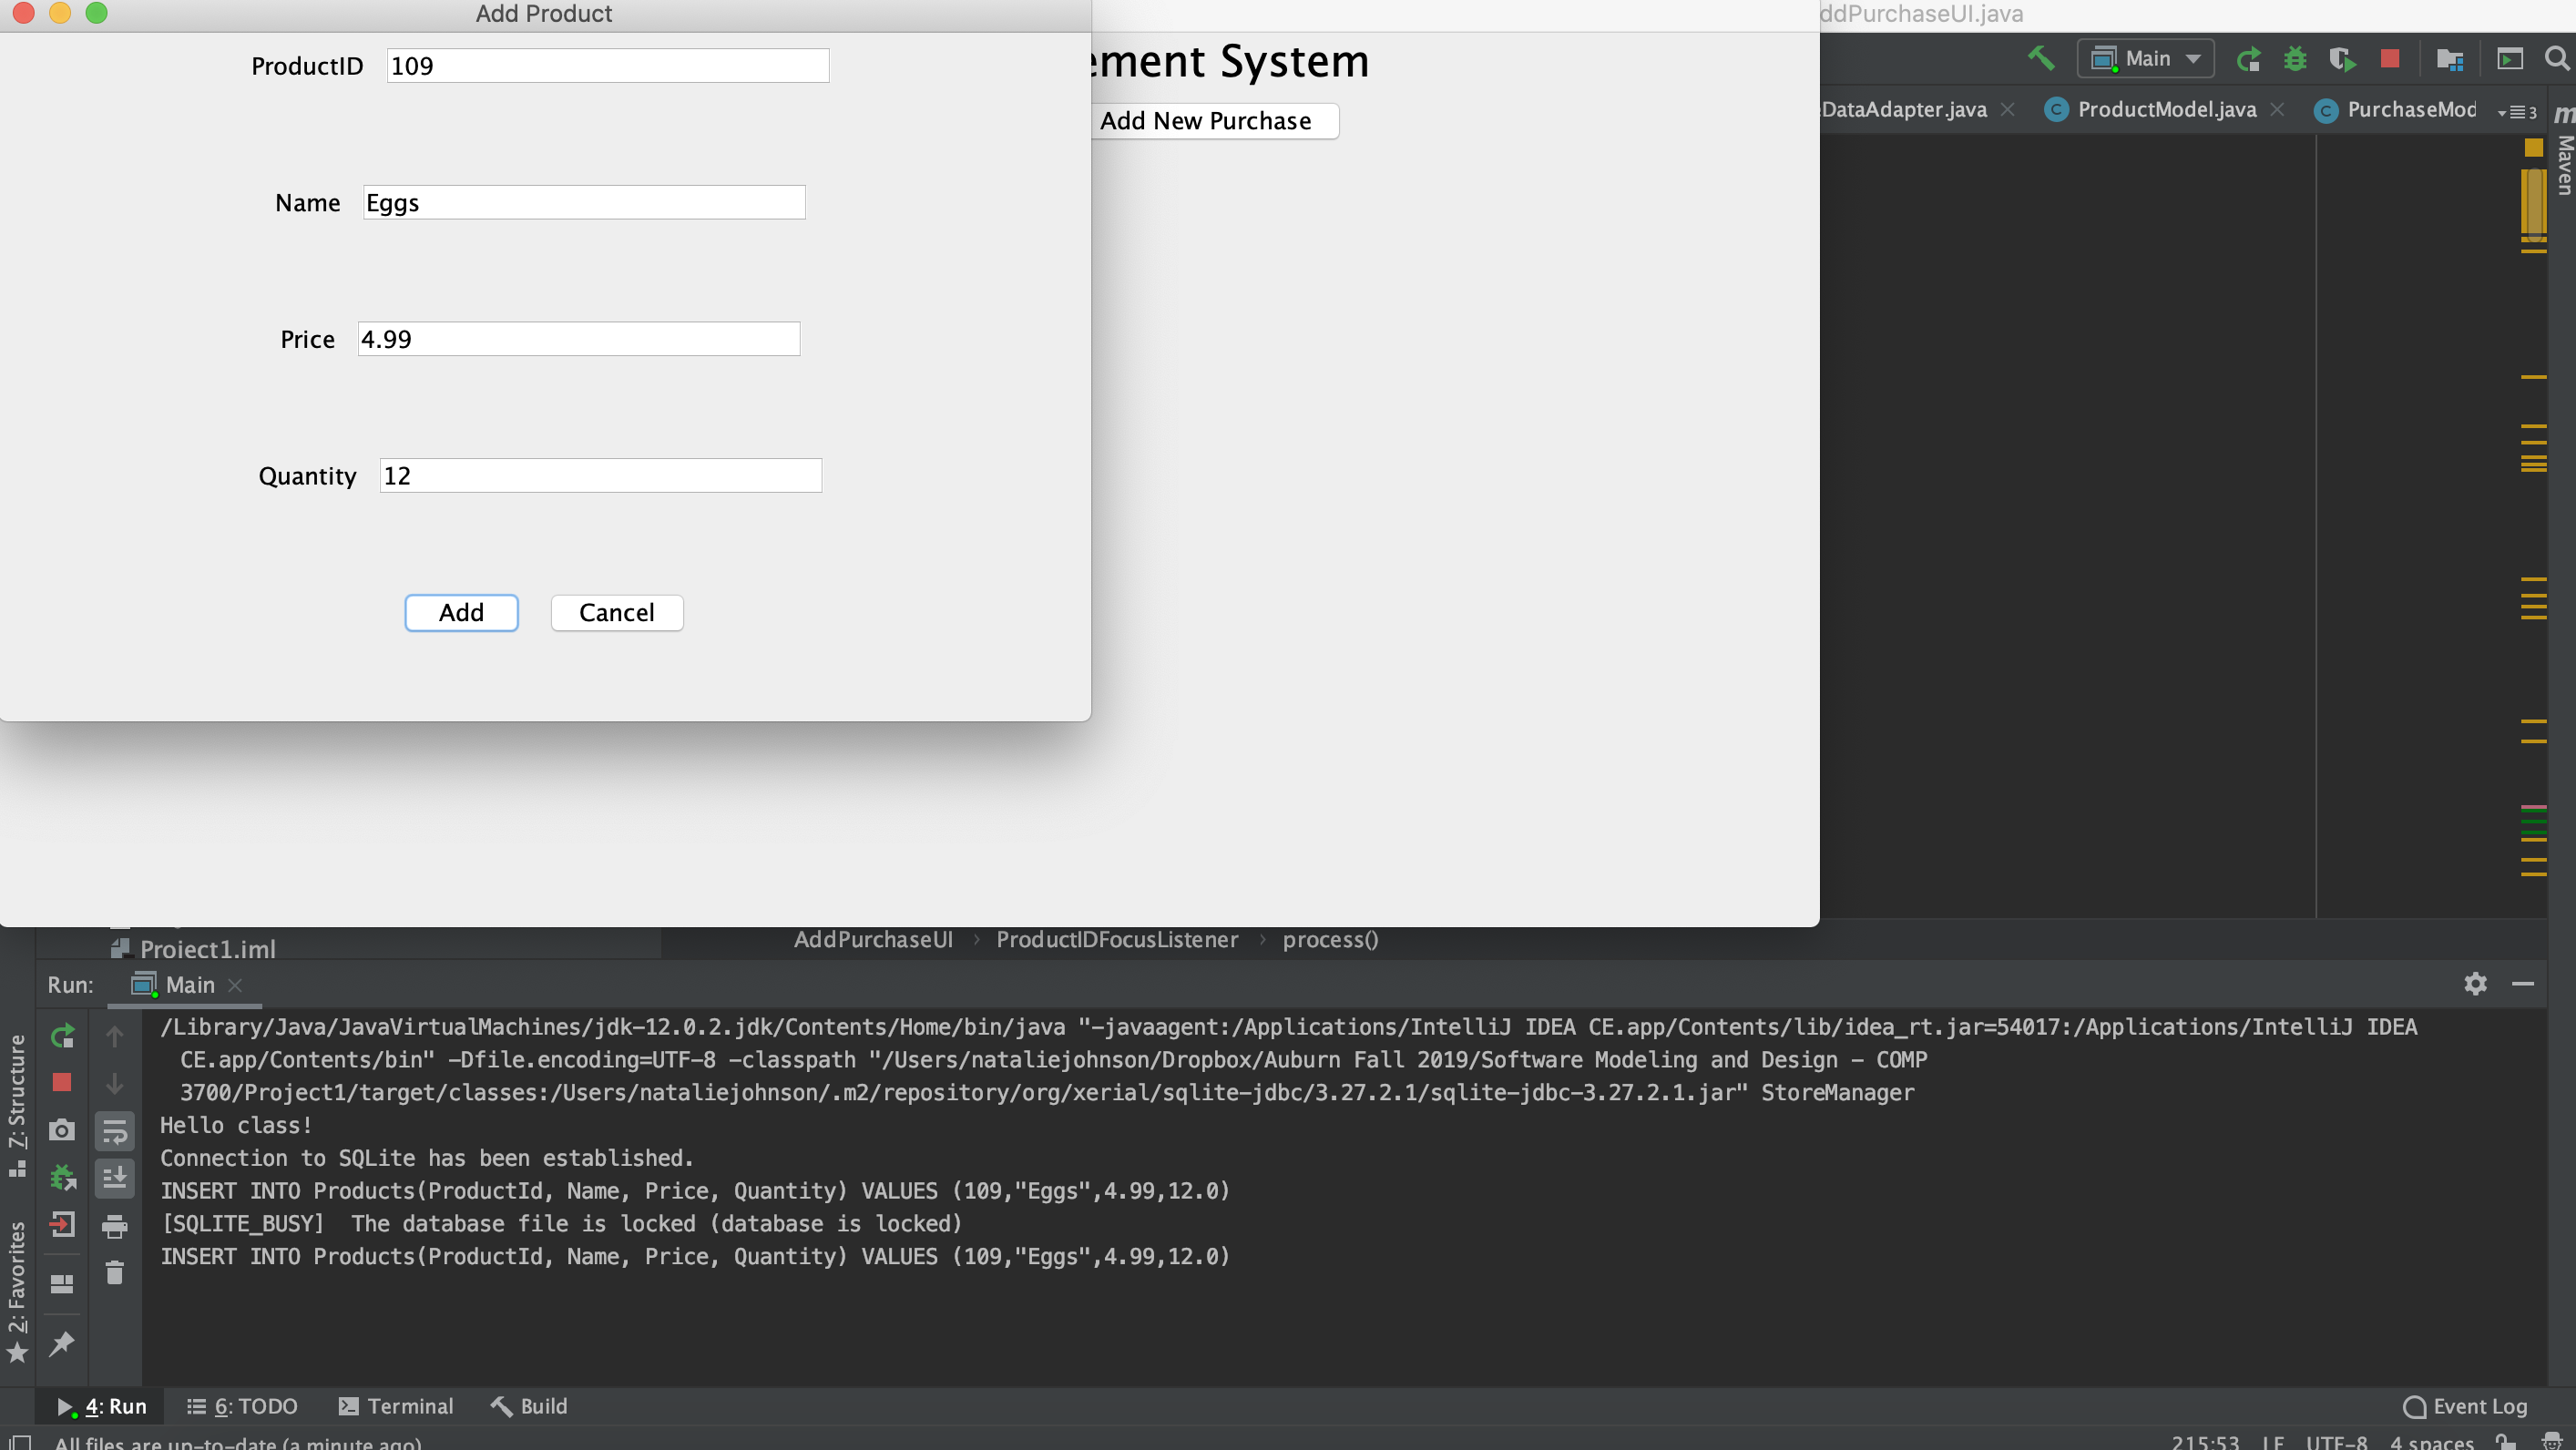 Add Product
ddPurchaseUI.java
ProductID 109
ement System
Main
Add New Purchase
DataAdapter.java
ProductModel.java
PurchaseMod
3
m
Maven
Name Eggs
Price 4.99
Quantity 12
Add Cancel
Project1.iml
AddPurchaseUI › ProductIDFocusListener › process()
Run: Main
/Library/Java/JavaVirtualMachines/jdk-12.0.2.jdk/Contents/Home/bin/java "-javaagent:/Applications/IntelliJ IDEA CE.app/Contents/lib/idea_rt.jar=54017:/Applications/IntelliJ IDEA
CE.app/Contents/bin" -Dfile.encoding=UTF-8 -classpath "/Users/nataliejohnson/Dropbox/Auburn Fall 2019/Software Modeling and Design - COMP
3700/Project1/target/classes:/Users/nataliejohnson/.m2/repository/org/xerial/sqlite-jdbc/3.27.2.1/sqlite-jdbc-3.27.2.1.jar" StoreManager
Hello class!
Connection to SQLite has been established.
INSERT INTO Products(ProductId, Name, Price, Quantity) VALUES (109,"Eggs",4.99,12.0)
[SQLITE_BUSY]  The database file is locked (database is locked)
INSERT INTO Products(ProductId, Name, Price, Quantity) VALUES (109,"Eggs",4.99,12.0)
7: Structure
2: Favorites
4: Run
6: TODO
Terminal
Build
Event Log
All files are up-to-date (a minute ago)
215:53 LF UTF-8 4 spaces